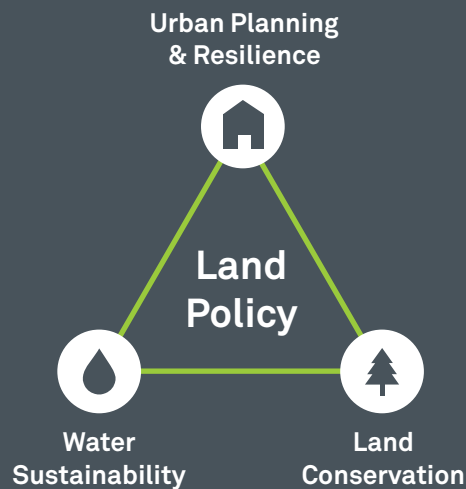 Urban Planning
& Resilience
Land
Policy
Water
Sustainability
Land
Conservation